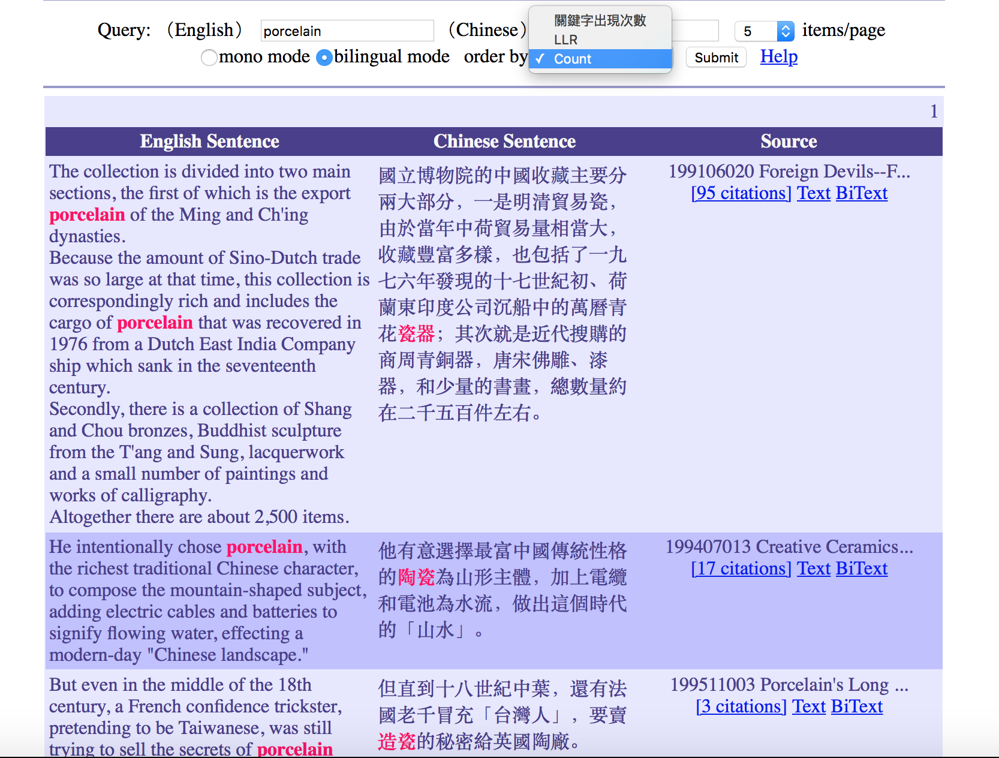 Query: （English） porcelain （Chinese） 5 items/page
關鍵字出現次數
LLR
✓ Count
mono mode bilingual mode order by Submit Help
1
English Sentence Chinese Sentence Source
The collection is divided into two main
sections, the first of which is the export
porcelain of the Ming and Ch'ing
dynasties.
Because the amount of Sino-Dutch trade
was so large at that time, this collection is
correspondingly rich and includes the
cargo of porcelain that was recovered in
1976 from a Dutch East India Company
ship which sank in the seventeenth
century.
Secondly, there is a collection of Shang
and Chou bronzes, Buddhist sculpture
from the T'ang and Sung, lacquerwork
and a small number of paintings and
works of calligraphy.
Altogether there are about 2,500 items.
國立博物院的中國收藏主要分
兩大部分，一是明清貿易瓷，
由於當年中荷貿易量相當大，
收藏豐富多樣，也包括了一九
七六年發現的十七世紀初、荷
蘭東印度公司沉船中的萬曆青
花瓷器；其次就是近代搜購的
商周青銅器，唐宋佛雕、漆
器，和少量的書畫，總數量約
在二千五百件左右。
199106020 Foreign Devils--F...
[95 citations] Text BiText
He intentionally chose porcelain, with
the richest traditional Chinese character,
to compose the mountain-shaped subject,
adding electric cables and batteries to
signify flowing water, effecting a
modern-day "Chinese landscape."
他有意選擇最富中國傳統性格
的陶瓷為山形主體，加上電纜
和電池為水流，做出這個時代
的「山水」。
199407013 Creative Ceramics...
[17 citations] Text BiText
But even in the middle of the 18th
century, a French confidence trickster,
pretending to be Taiwanese, was still
trying to sell the secrets of porcelain
但直到十八世紀中葉，還有法
國老千冒充「台灣人」，要賣
造瓷的秘密給英國陶廠。
199511003 Porcelain's Long ...
[3 citations] Text BiText